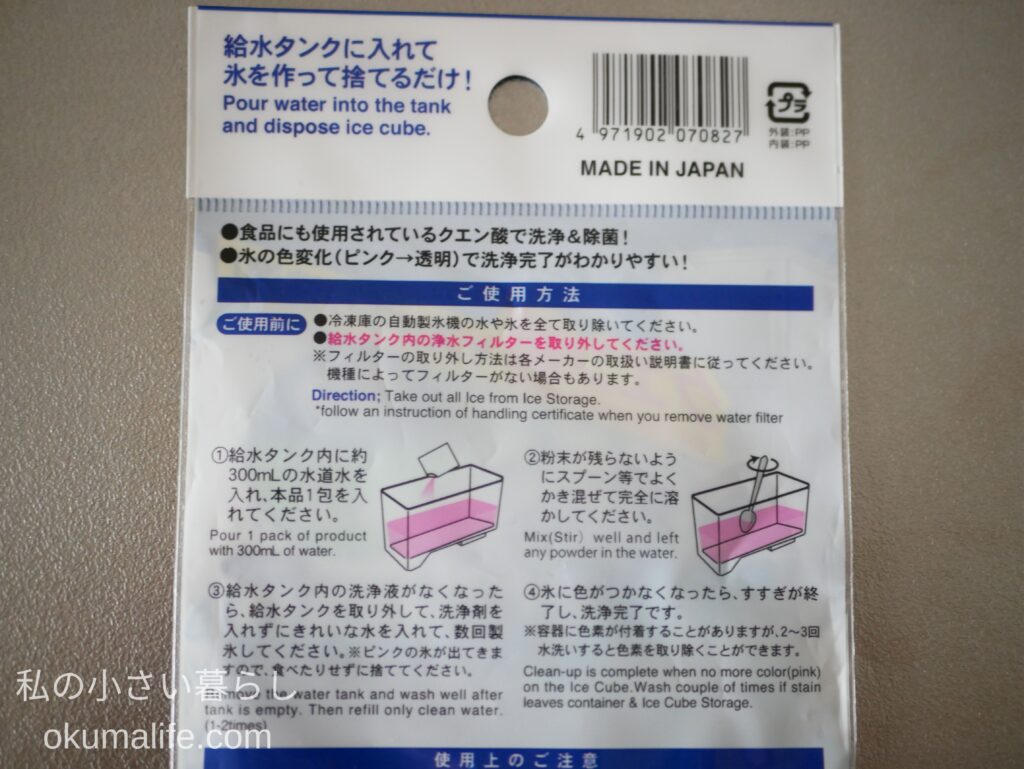 給水タンクに入れて
氷を作って捨てるだけ!
Pour water into the tank
and dispose ice cube.
4 971902 070827
プラ
外装:PP
内装:PP
MADE IN JAPAN
●食品にも使用されているクエン酸で洗浄&除菌!
●氷の色変化(ピンク→透明)で洗浄完了がわかりやすい!
ご使用方法
ご使用前に
●冷凍庫の自動製氷機の水や氷を全て取り除いてください。
●給水タンク内の浄水フィルターを取り外してください。
※フィルターの取り外し方法は各メーカーの取扱い説明書に従ってください。
機種によってフィルターがない場合もあります。
Direction; Take out all Ice from Ice Storage.
*follow an instruction of handling certificate when you remove water filter
①給水タンク内に約
300mLの水道水を
入れ、本品1包を入
れてください。
Pour 1 pack of product
with 300mL of water.
②粉末が残らないよう
にスプーン等でよく
かき混ぜて完全に溶
かしてください。
Mix(Stir) well and left
any powder in the water.
③給水タンク内の洗浄液がなくなった
ら、給水タンクを取り外して、洗浄剤を
入れずにきれいな水を入れて、数回製
氷してください。※ピンクの氷が出てきま
すので、食べたりせずに捨ててください。
the water tank and wash well after
tank is empty. Then refill only clean water.
(1-2times)
④氷に色がつかなくなったら、すすぎが終
了し、洗浄完了です。
※容器に色素が付着することがありますが、2〜3回
水洗いすると色素を取り除くことができます。
Clean-up is complete when no more color(pink)
on the Ice Cube.Wash couple of times if stain
leaves container & Ice Cube Storage.
使用上のご注意
私の小さい暮らし
okumalife.com